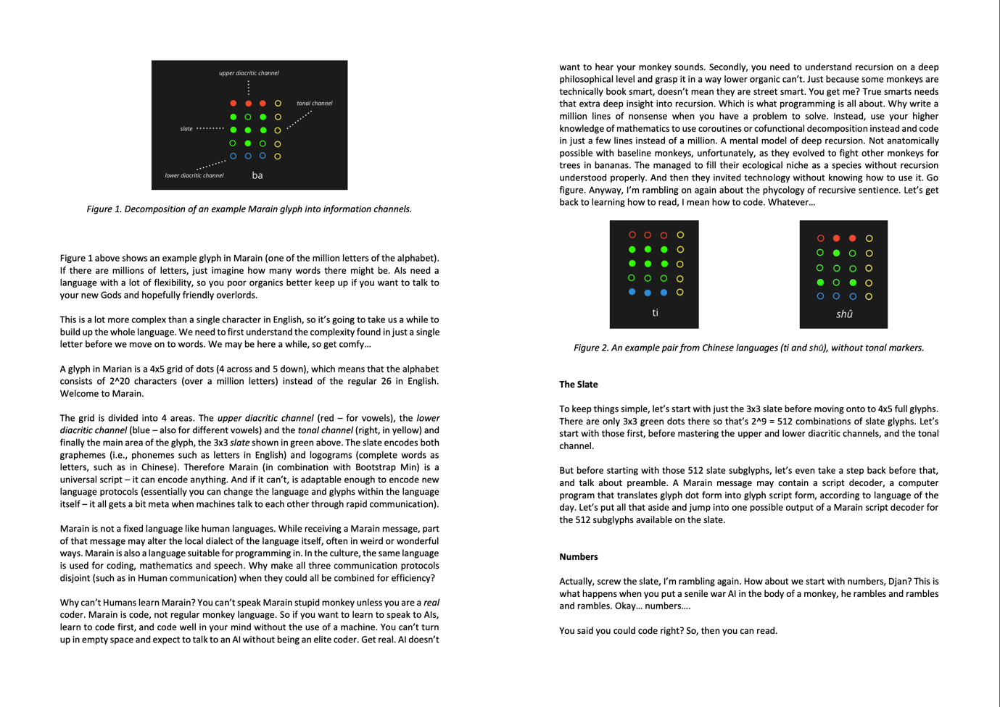 upper diacritic channel
tonal channel
slate
lower diacritic channel
ba
Figure 1. Decomposition of an example Marain glyph into information channels.
Figure 1 above shows an example glyph in Marain (one of the million letters of the alphabet).
If there are millions of letters, just imagine how many words there might be. AIs need a
language with a lot of flexibility, so you poor organics better keep up if you want to talk to
your new Gods and hopefully friendly overlords.
This is a lot more complex than a single character in English, so it's going to take us a while to
build up the whole language. We need to first understand the complexity found in just a single
letter before we move on to words. We may be here a while, so get comfy…
A glyph in Marian is a 4x5 grid of dots (4 across and 5 down), which means that the alphabet
consists of 2^20 characters (over a million letters) instead of the regular 26 in English.
Welcome to Marain.
The grid is divided into 4 areas. The upper diacritic channel (red – for vowels), the lower
diacritic channel (blue – also for different vowels) and the tonal channel (right, in yellow) and
finally the main area of the glyph, the 3x3 slate shown in green above. The slate encodes both
graphemes (i.e., phonemes such as letters in English) and logograms (complete words as
letters, such as in Chinese). Therefore Marain (in combination with Bootstrap Min) is a
universal script – it can encode anything. And if it can't, is adaptable enough to encode new
language protocols (essentially you can change the language and glyphs within the language
itself – it all gets a bit meta when machines talk to each other through rapid communication).
Marain is not a fixed language like human languages. While receiving a Marain message, part
of that message may alter the local dialect of the language itself, often in weird or wonderful
ways. Marain is also a language suitable for programming in. In the culture, the same language
is used for coding, mathematics and speech. Why make all three communication protocols
disjoint (such as in Human communication) when they could all be combined for efficiency?
Why can't Humans learn Marain? You can't speak Marain stupid monkey unless you are a real
coder. Marain is code, not regular monkey language. So if you want to learn to speak to AIs,
learn to code first, and code well in your mind without the use of a machine. You can't turn
up in empty space and expect to talk to an AI without being an elite coder. Get real. AI doesn't
want to hear your monkey sounds. Secondly, you need to understand recursion on a deep
philosophical level and grasp it in a way lower organic can't. Just because some monkeys are
technically book smart, doesn't mean they are street smart. You get me? True smarts needs
that extra deep insight into recursion. Which is what programming is all about. Why write a
million lines of nonsense when you have a problem to solve. Instead, use your higher
knowledge of mathematics to use coroutines or cofunctional decomposition instead and code
in just a few lines instead of a million. A mental model of deep recursion. Not anatomically
possible with baseline monkeys, unfortunately, as they evolved to fight other monkeys for
trees in bananas. The managed to fill their ecological niche as a species without recursion
understood properly. And then they invited technology without knowing how to use it. Go
figure. Anyway, I'm rambling on again about the phycology of recursive sentience. Let's get
back to learning how to read, I mean how to code. Whatever…
ti
shû
Figure 2. An example pair from Chinese languages (ti and shû), without tonal markers.
The Slate
To keep things simple, let's start with just the 3x3 slate before moving onto to 4x5 full glyphs.
There are only 3x3 green dots there so that's 2^9 = 512 combinations of slate glyphs. Let's
start with those first, before mastering the upper and lower diacritic channels, and the tonal
channel.
But before starting with those 512 slate subglyphs, let's even take a step back before that,
and talk about preamble. A Marain message may contain a script decoder, a computer
program that translates glyph dot form into glyph script form, according to language of the
day. Let's put all that aside and jump into one possible output of a Marain script decoder for
the 512 subglyphs available on the slate.
Numbers
Actually, screw the slate, I'm rambling again. How about we start with numbers, Djan? This is
what happens when you put a senile war AI in the body of a monkey, he rambles and rambles
and rambles. Okay… numbers….
You said you could code right? So, then you can read.